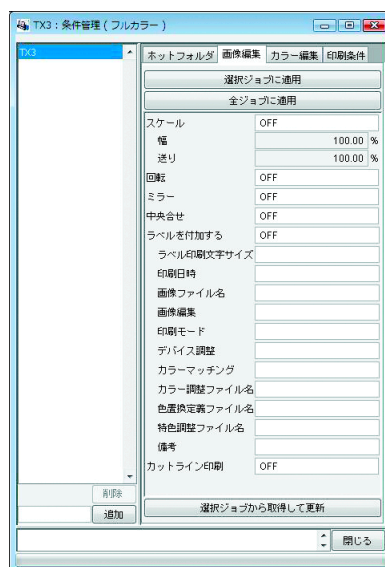 TX3：条件管理 ( フルカラー )
TX3
ホットフォルダ 画像編集 カラー編集 印刷条件
選択ジョブに適用
全ジョブに適用
スケール OFF
幅 100.00 %
送り 100.00 %
回転 OFF
ミラー OFF
中央合せ OFF
ラベルを付加する OFF
ラベル印刷文字サイズ
印刷日時
画像ファイル名
画像編集
印刷モード
デバイス調整
カラーマッチング
カラー調整ファイル名
色置換定義ファイル名
特色調整ファイル名
備考
カットライン印刷 OFF
削除
追加
選択ジョブから取得して更新
閉じる